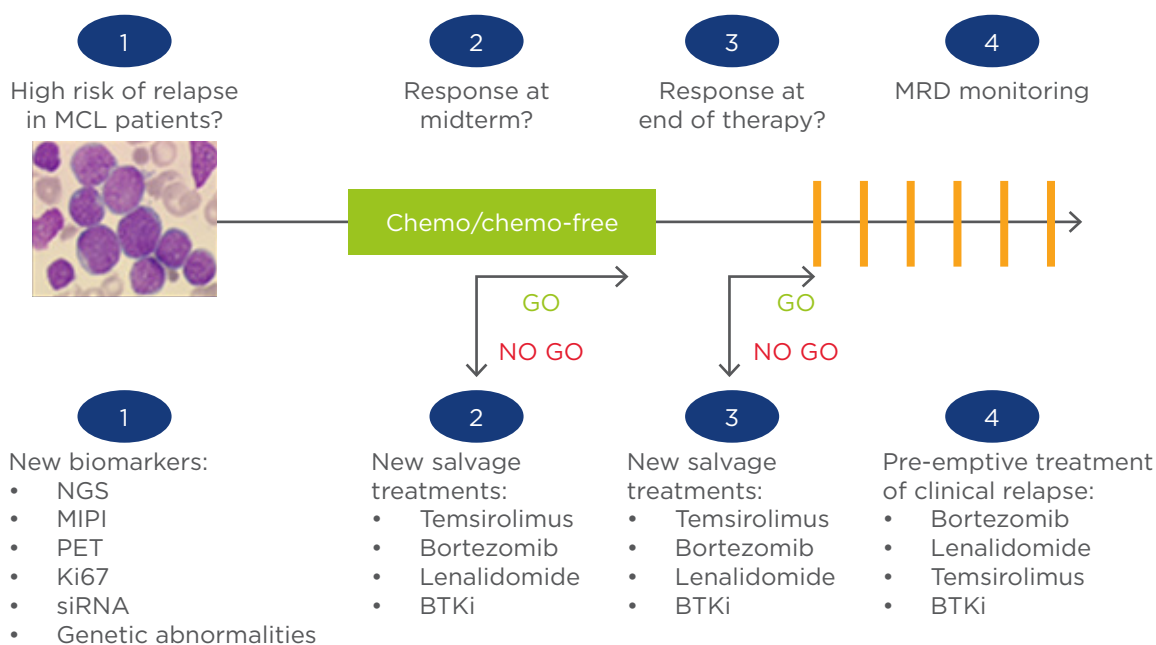 1
2
3
4
High risk of relapse
in MCL patients?
Response at
midterm?
Response at
end of therapy?
MRD monitoring
Chemo/chemo-free
GO
NO GO
GO
NO GO
1
New biomarkers:
• NGS
• MIPI
• PET
• Ki67
• siRNA
• Genetic abnormalities
2
New salvage
treatments:
• Temsirolimus
• Bortezomib
• Lenalidomide
• BTKi
3
New salvage
treatments:
• Temsirolimus
• Bortezomib
• Lenalidomide
• BTKi
4
Pre-emptive treatment
of clinical relapse:
• Bortezomib
• Lenalidomide
• Temsirolimus
• BTKi